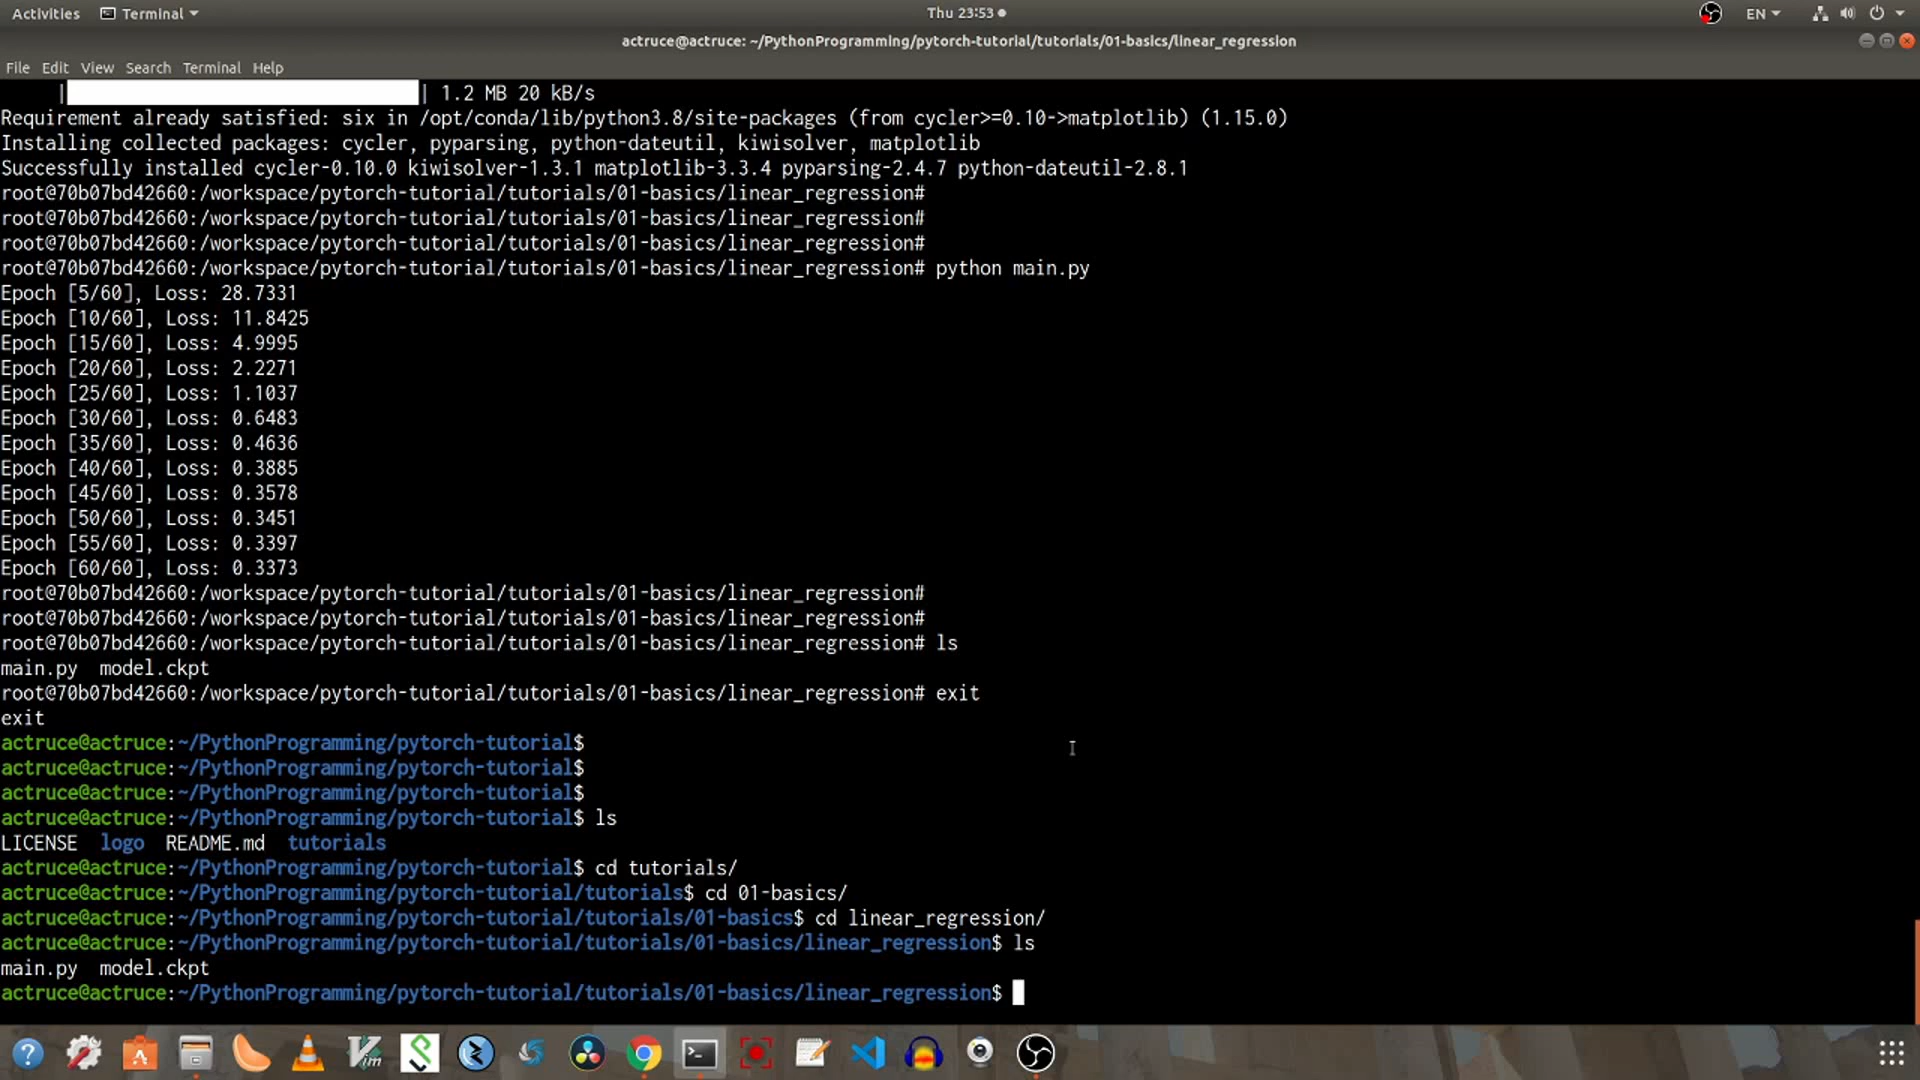 Activities Terminal Thu 23:53 EN
actruce@actruce: ~/PythonProgramming/pytorch-tutorial/tutorials/01-basics/linear_regression
File Edit View Search Terminal Help
| | 1.2 MB 20 kB/s
Requirement already satisfied: six in /opt/conda/lib/python3.8/site-packages (from cycler>=0.10->matplotlib) (1.15.0)
Installing collected packages: cycler, pyparsing, python-dateutil, kiwisolver, matplotlib
Successfully installed cycler-0.10.0 kiwisolver-1.3.1 matplotlib-3.3.4 pyparsing-2.4.7 python-dateutil-2.8.1
root@70b07bd42660:/workspace/pytorch-tutorial/tutorials/01-basics/linear_regression#
root@70b07bd42660:/workspace/pytorch-tutorial/tutorials/01-basics/linear_regression#
root@70b07bd42660:/workspace/pytorch-tutorial/tutorials/01-basics/linear_regression#
root@70b07bd42660:/workspace/pytorch-tutorial/tutorials/01-basics/linear_regression# python main.py
Epoch [5/60], Loss: 28.7331
Epoch [10/60], Loss: 11.8425
Epoch [15/60], Loss: 4.9995
Epoch [20/60], Loss: 2.2271
Epoch [25/60], Loss: 1.1037
Epoch [30/60], Loss: 0.6483
Epoch [35/60], Loss: 0.4636
Epoch [40/60], Loss: 0.3885
Epoch [45/60], Loss: 0.3578
Epoch [50/60], Loss: 0.3451
Epoch [55/60], Loss: 0.3397
Epoch [60/60], Loss: 0.3373
root@70b07bd42660:/workspace/pytorch-tutorial/tutorials/01-basics/linear_regression#
root@70b07bd42660:/workspace/pytorch-tutorial/tutorials/01-basics/linear_regression#
root@70b07bd42660:/workspace/pytorch-tutorial/tutorials/01-basics/linear_regression# ls
main.py model.ckpt
root@70b07bd42660:/workspace/pytorch-tutorial/tutorials/01-basics/linear_regression# exit
exit
actruce@actruce:~/PythonProgramming/pytorch-tutorial$
actruce@actruce:~/PythonProgramming/pytorch-tutorial$
actruce@actruce:~/PythonProgramming/pytorch-tutorial$
actruce@actruce:~/PythonProgramming/pytorch-tutorial$ ls
LICENSE logo README.md tutorials
actruce@actruce:~/PythonProgramming/pytorch-tutorial$ cd tutorials/
actruce@actruce:~/PythonProgramming/pytorch-tutorial/tutorials$ cd 01-basics/
actruce@actruce:~/PythonProgramming/pytorch-tutorial/tutorials/01-basics$ cd linear_regression/
actruce@actruce:~/PythonProgramming/pytorch-tutorial/tutorials/01-basics/linear_regression$ ls
main.py model.ckpt
actruce@actruce:~/PythonProgramming/pytorch-tutorial/tutorials/01-basics/linear_regression$